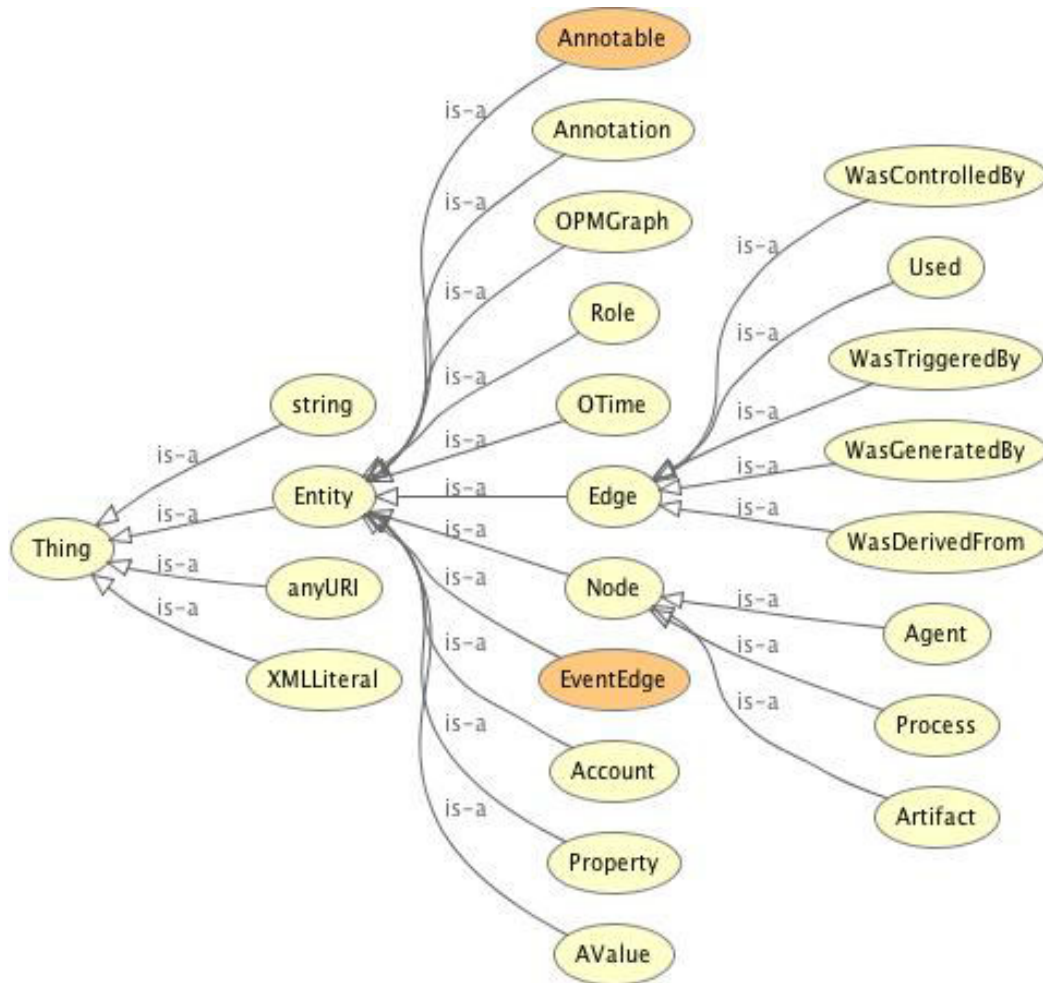 Annotable
is-a
Annotation
is-a
OPMGraph
is-a
Role
is-a
OTime
is-a
string
is-a
Entity
is-a
Thing
is-a
anyURI
is-a
XMLLiteral
is-a
Edge
is-a
Node
is-a
EventEdge
is-a
Account
is-a
Property
is-a
AValue
is-a
WasControlledBy
is-a
Used
is-a
WasTriggeredBy
is-a
WasGeneratedBy
is-a
WasDerivedFrom
is-a
Agent
is-a
Process
is-a
Artifact
is-a